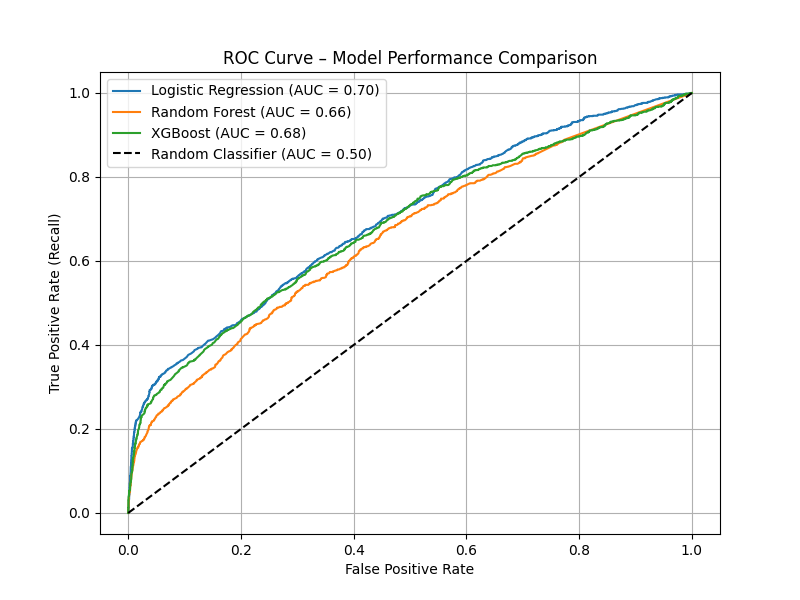 ROC Curve – Model Performance Comparison
Logistic Regression (AUC = 0.70)
Random Forest (AUC = 0.66)
XGBoost (AUC = 0.68)
Random Classifier (AUC = 0.50)
True Positive Rate (Recall)
1.0
0.8
0.6
0.4
0.2
0.0
0.0 0.2 0.4 0.6 0.8 1.0
False Positive Rate